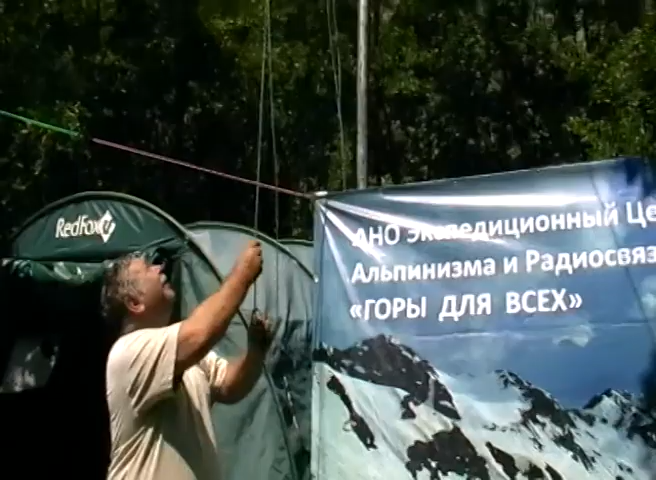 RedFox
АНО Экспедиционный Це
Альпинизма и Радиосвяз
«ГОРЫ ДЛЯ ВСЕХ»